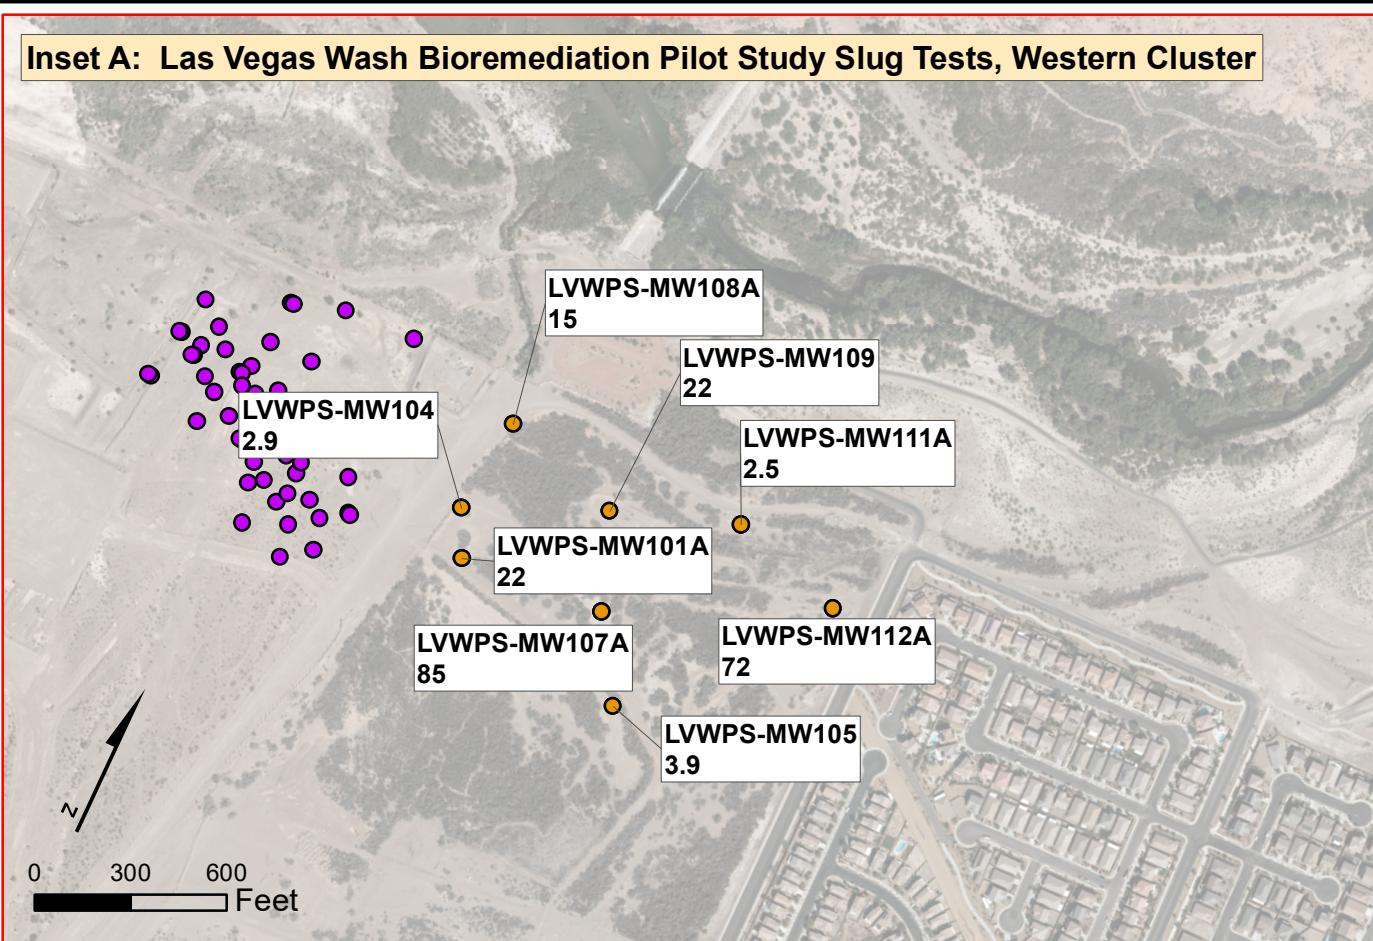 Inset A: Las Vegas Wash Bioremediation Pilot Study Slug Tests, Western Cluster
LVWPS-MW108A
15
LVWPS-MW109
22
LVWPS-MW104
2.9
LVWPS-MW111A
2.5
LVWPS-MW101A
22
LVWPS-MW107A
85
LVWPS-MW112A
72
LVWPS-MW105
3.9
Z
0 300 600
Feet